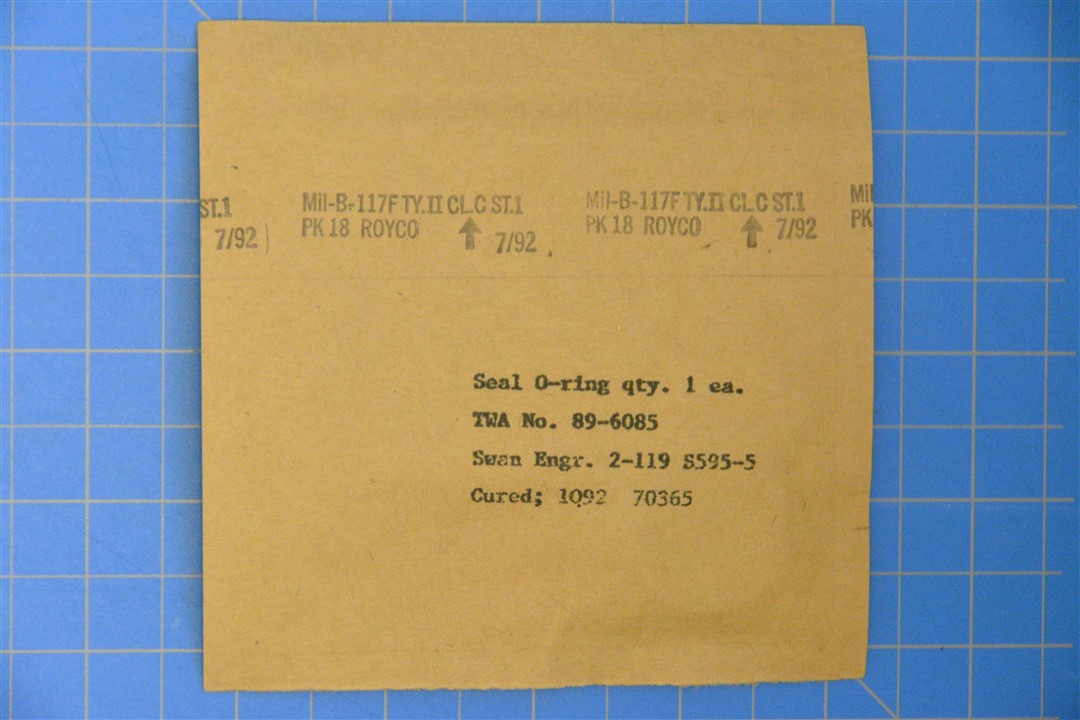 ST.1 Mil-B-117F TY.II CL.C ST.1 Mil-B-117F TY.II CL.C ST.1 Mil
7/92 PK 18 ROYCO 7/92 PK 18 ROYCO 7/92 PK
Seal O-ring qty. 1 ea.
TWA No. 89-6085
Swan Engr. 2-119 S595-5
Cured; 1Q92 70365